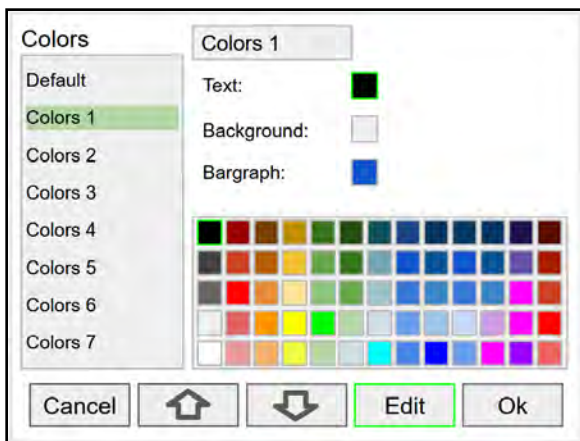 Colors
Default
Colors 1
Colors 2
Colors 3
Colors 4
Colors 5
Colors 6
Colors 7
Colors 1
Text:
Background:
Bargraph:
Cancel
Edit
Ok